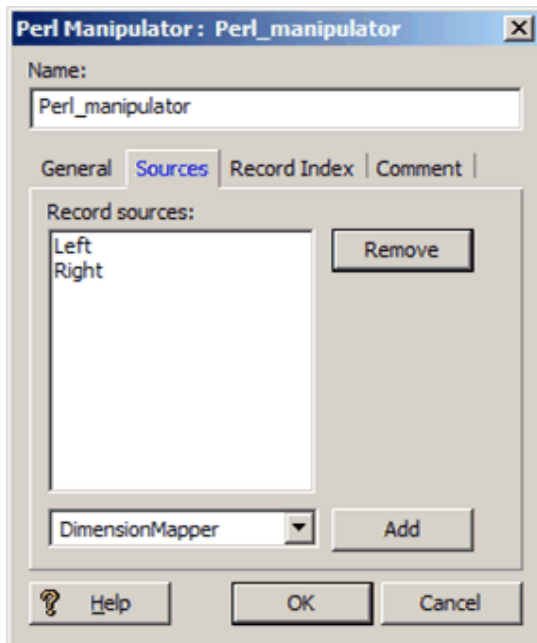 Perl Manipulator : Perl_manipulator
Name:
Perl_manipulator
General Sources Record Index Comment
Record sources:
Left
Right
Remove
DimensionMapper
Add
Help OK Cancel